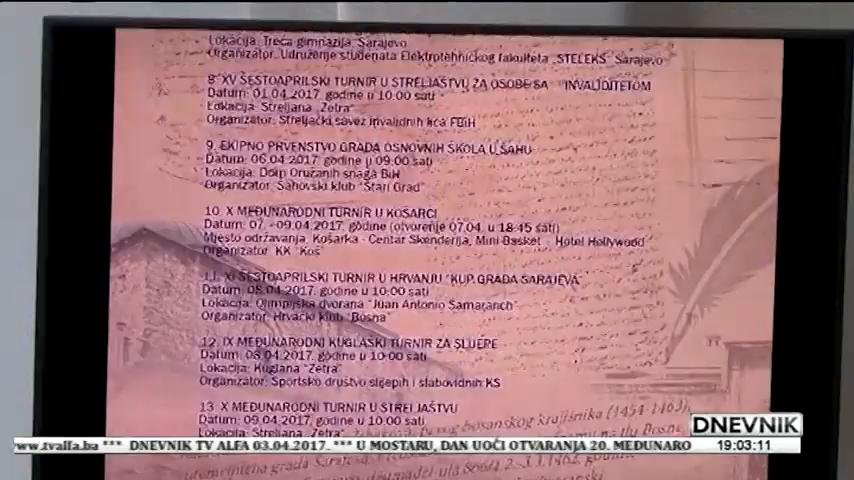 Lokacija: Treća gimnazija, Sarajevo
Organizator: Udruženje studenata Elektrotehničkog fakulteta „STELEKS“ Sarajevo
8. XV ŠESTOAPRILSKI TURNIR U STRELJAŠTVU ZA OSOBE SA INVALIDITETOM
Datum: 01.04.2017. godine u 10:00 sati
Lokacija: Streljana „Zetra“
Organizator: Streljački savez invalidnih lica FBiH
9. EKIPNO PRVENSTVO GRADA OSNOVNIH ŠKOLA U ŠAHU
Datum: 06.04.2017. godine u 09:00 sati
Lokacija: Dom Oružanih snaga BiH
Organizator: Šahovski klub "Stari Grad"
10. X MEĐUNARODNI TURNIR U KOŠARCI
Datum: 07. -09.04.2017. godine (otvorenje 07.04. u 18:45 sati)
Mjesto održavanja: Košarka - Centar Skenderija, Mini Basket - Hotel Hollywood
Organizator: KK "Koš"
11. XI ŠESTOAPRILSKI TURNIR U HRVANJU "KUP GRADA SARAJEVA"
Datum: 08.04.2017. godine u 10:00 sati
Lokacija: Olimpijska dvorana "Juan Antonio Samaranch"
Organizator: Hrvački klub "Bosna"
12. IX MEĐUNARODNI KUGLAŠKI TURNIR ZA SLIJEPE
Datum: 08.04.2017. godine u 10:00 sati
Lokacija: Kuglana "Zetra"
Organizator: Sportsko društvo slijepih i slabovidnih KS
13. X MEĐUNARODNI TURNIR U STRELJAŠTVU
Datum: 09.04.2017. godine u 10:00 sati
Lokacija: Streljana „Zetra“
bosanskog krajišnika (1454-1463),
DNEVNIK
www.tvalfa.ba *** DNEVNIK TV ALFA 03.04.2017. *** U MOSTARU, DAN UOČI OTVARANJA 20. MEĐUNARO
19:03:11